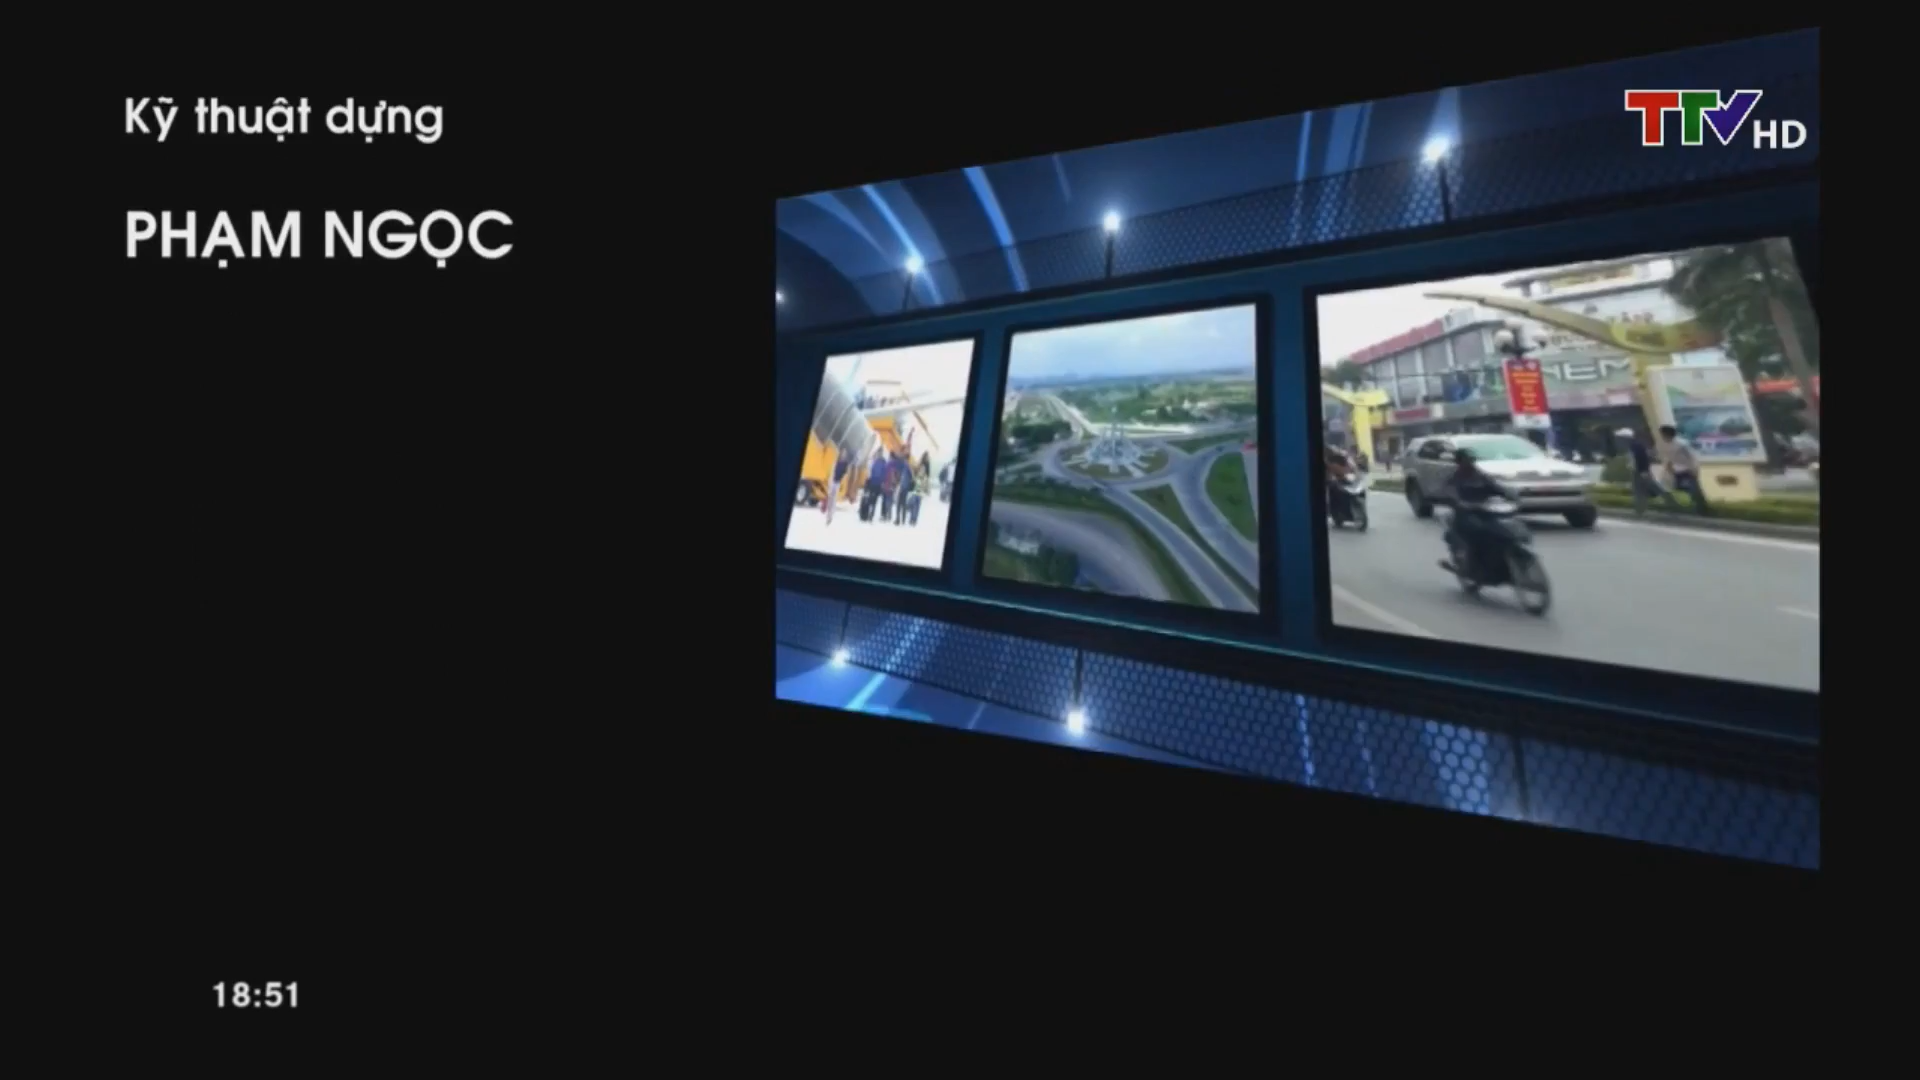 Kỹ thuật dựng
TTV HD
PHẠM NGỌC
18:51